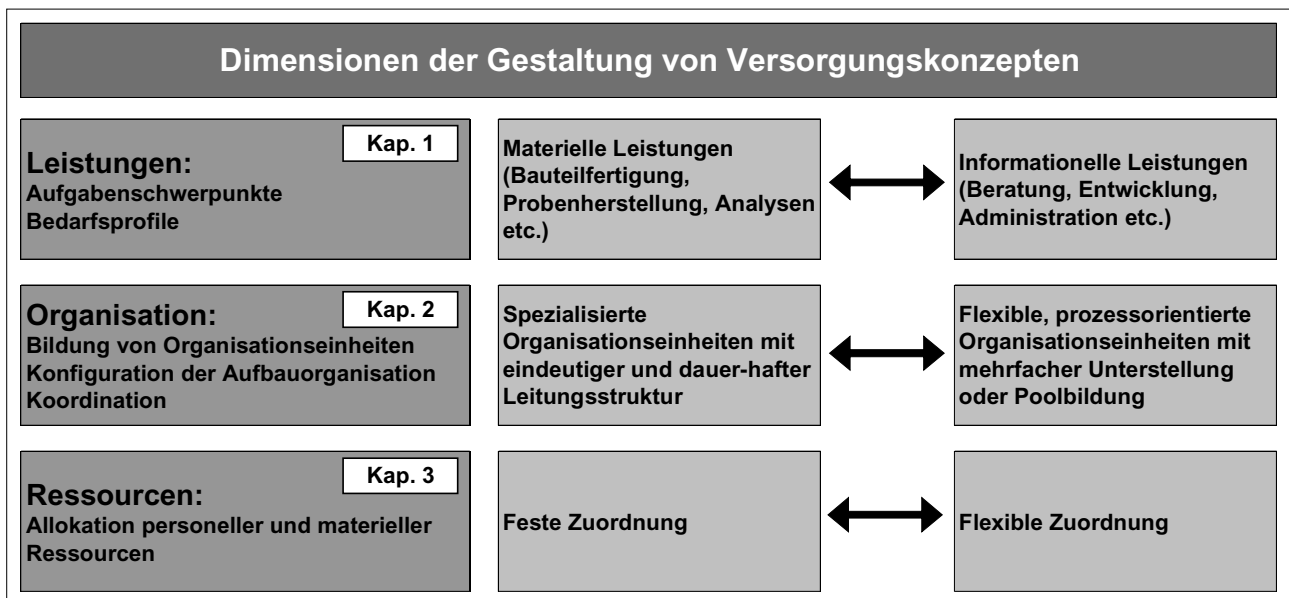 Dimensionen der Gestaltung von Versorgungskonzepten
Kap. 1
Leistungen:
Aufgabenschwerpunkte
Bedarfsprofile
Materielle Leistungen
(Bauteilfertigung,
Probenherstellung, Analysen
etc.)
Informationelle Leistungen
(Beratung, Entwicklung,
Administration etc.)
Kap. 2
Organisation:
Bildung von Organisationseinheiten
Konfiguration der Aufbauorganisation
Koordination
Spezialisierte
Organisationseinheiten mit
eindeutiger und dauer-hafter
Leitungsstruktur
Flexible, prozessorientierte
Organisationseinheiten mit
mehrfacher Unterstellung
oder Poolbildung
Kap. 3
Ressourcen:
Allokation personeller und materieller
Ressourcen
Feste Zuordnung
Flexible Zuordnung